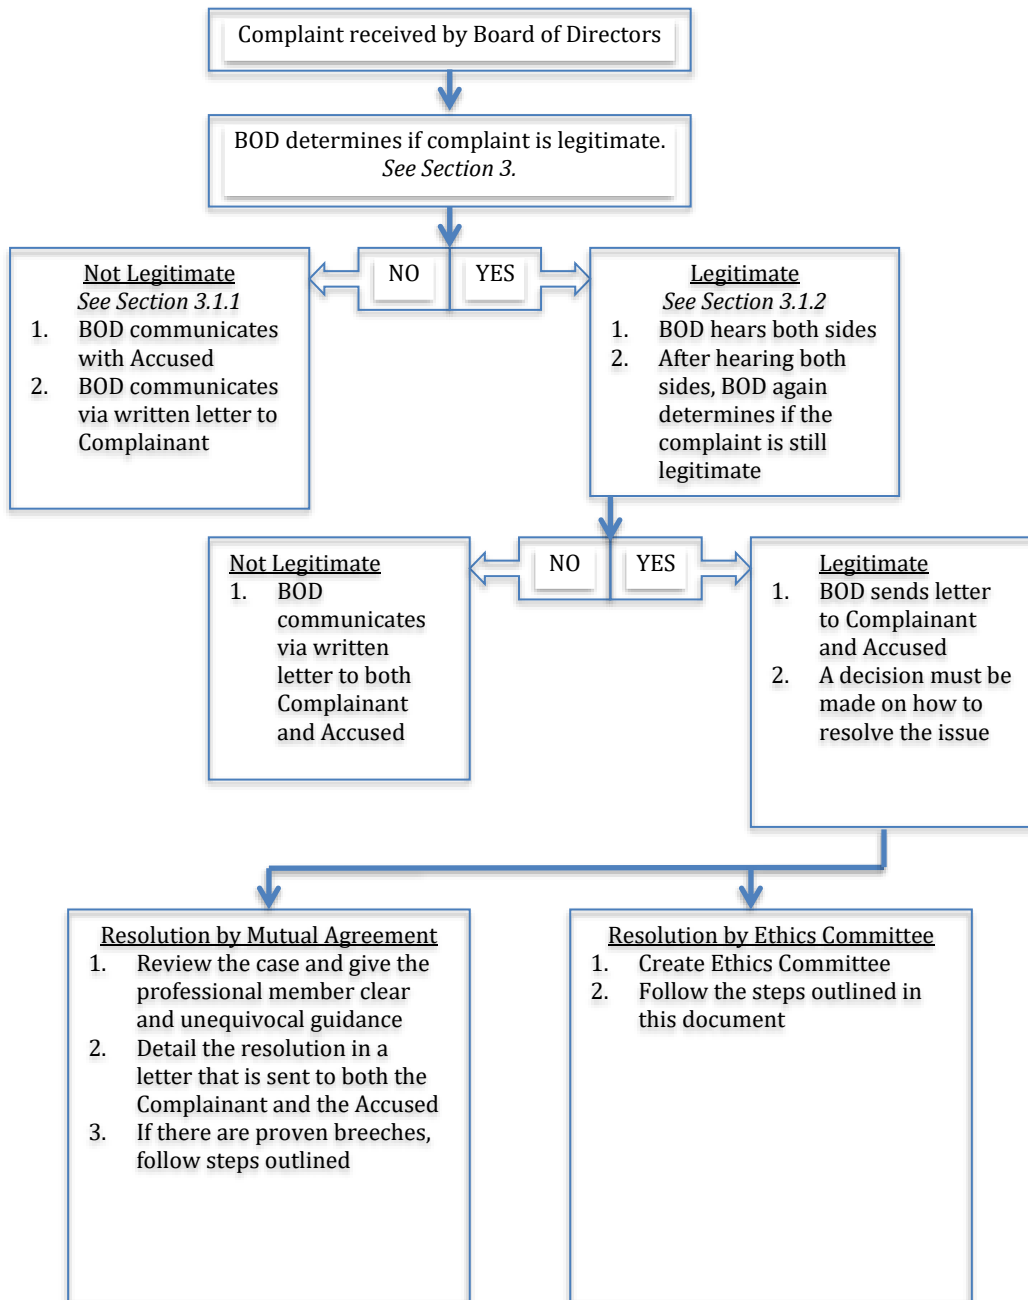 Complaint received by Board of Directors
BOD determines if complaint is legitimate.
See Section 3.
NO
YES
Not Legitimate
See Section 3.1.1
1. BOD communicates
with Accused
2. BOD communicates
via written letter to
Complainant
Legitimate
See Section 3.1.2
1. BOD hears both sides
2. After hearing both
sides, BOD again
determines if the
complaint is still
legitimate
NO
YES
Not Legitimate
1. BOD
communicates
via written
letter to both
Complainant
and Accused
Legitimate
1. BOD sends letter
to Complainant
and Accused
2. A decision must be
made on how to
resolve the issue
Resolution by Mutual Agreement
1. Review the case and give the
professional member clear
and unequivocal guidance
2. Detail the resolution in a
letter that is sent to both the
Complainant and the Accused
3. If there are proven breeches,
follow steps outlined
Resolution by Ethics Committee
1. Create Ethics Committee
2. Follow the steps outlined in
this document